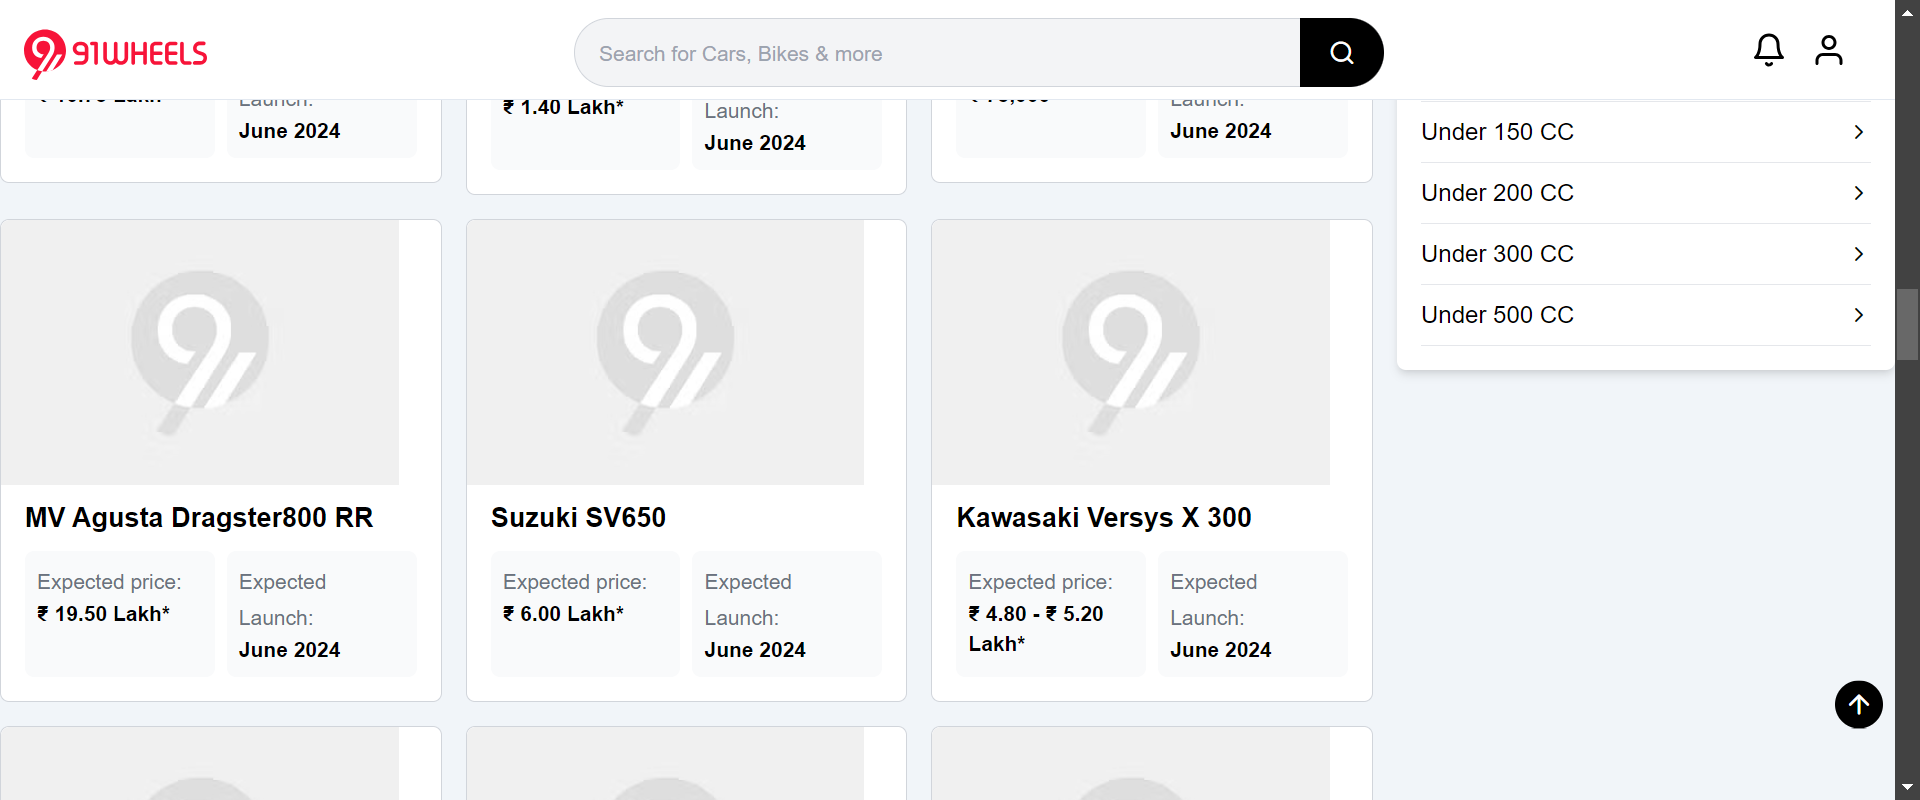 91WHEELS
Search for Cars, Bikes & more
Launch:
June 2024
₹ 1.40 Lakh*
Launch:
June 2024
Launch:
June 2024
Under 150 CC
Under 200 CC
Under 300 CC
Under 500 CC
MV Agusta Dragster800 RR
Expected price:
₹ 19.50 Lakh*
Expected
Launch:
June 2024
Suzuki SV650
Expected price:
₹ 6.00 Lakh*
Expected
Launch:
June 2024
Kawasaki Versys X 300
Expected price:
₹ 4.80 - ₹ 5.20
Lakh*
Expected
Launch:
June 2024